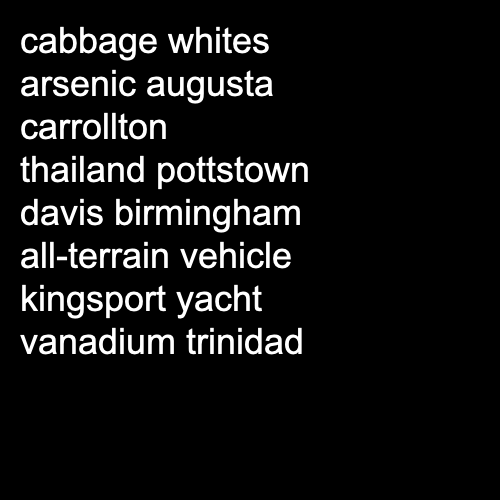 cabbage whites
arsenic augusta
carrollton
thailand pottstown
davis birmingham
all-terrain vehicle
kingsport yacht
vanadium trinidad